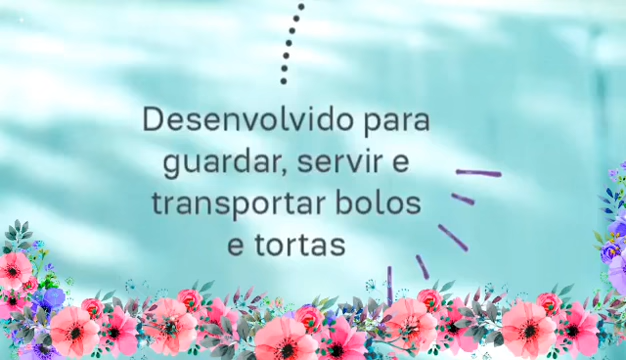 Desenvolvido para
guardar, servir e
transportar bolos
e tortas